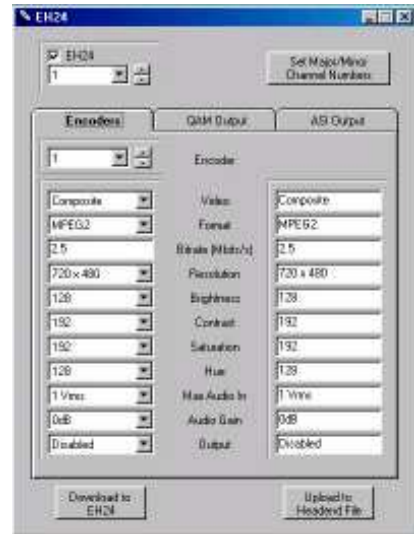 EH24
EH24
1
Set Major/Minor
Channel Numbers
Encoders QAM Output ASI Output
1 Encoder
Composite Video Composite
MPEG2 Format MPEG2
2.5 Bitrate (Mbits/s) 2.5
720 x 480 Resolution 720 x 480
128 Brightness 128
192 Contrast 192
192 Saturation 192
128 Hue 128
1 Vrms Max Audio In 1 Vrms
0dB Audio Gain 0dB
Disabled Output Disabled
Download to
EH24
Upload to
Headend File